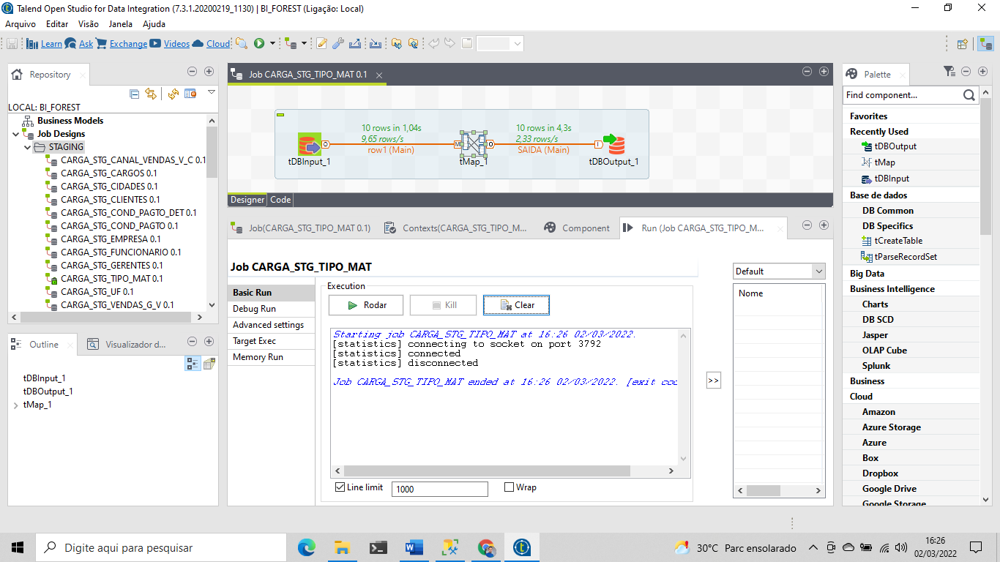 Talend Open Studio for Data Integration (7.3.1.20200219_1130) | BI_FOREST (Ligação: Local)
Arquivo Editar Visão Janela Ajuda
Learn Ask Exchange Videos Cloud
Repository
LOCAL: BI_FOREST
Business Models
Job Designs
STAGING
CARGA_STG_CANAL_VENDAS_V_C 0.1
CARGA_STG_CARGOS 0.1
CARGA_STG_CIDADES 0.1
CARGA_STG_CLIENTES 0.1
CARGA_STG_COND_PAGTO_DET 0.1
CARGA_STG_COND_PAGTO 0.1
CARGA_STG_EMPRESA 0.1
CARGA_STG_FUNCIONARIO 0.1
CARGA_STG_GERENTES 0.1
CARGA_STG_TIPO_MAT 0.1
CARGA_STG_UF 0.1
CARGA_STG_VENDAS_G_V 0.1
Outline Visualizador d...
tDBInput_1
tDBOutput_1
tMap_1
Job CARGA_STG_TIPO_MAT 0.1
10 rows in 1,04s
9,65 rows/s
row1 (Main)
10 rows in 4,3s
2,33 rows/s
SAIDA (Main)
tDBInput_1
tMap_1
tDBOutput_1
Designer Code
Job(CARGA_STG_TIPO_MAT 0.1) Contexts(CARGA_STG_TIPO_M... Component Run (Job CARGA_STG_TIPO_M...
Job CARGA_STG_TIPO_MAT
Basic Run
Debug Run
Advanced settings
Target Exec
Memory Run
Execution
Rodar Kill Clear
Starting job CARGA_STG_TIPO_MAT at 16:26 02/03/2022.
[statistics] connecting to socket on port 3792
[statistics] connected
[statistics] disconnected
Job CARGA_STG_TIPO_MAT ended at 16:26 02/03/2022. [exit coo
Line limit 1000 Wrap
>>
Default
Nome
Palette
Find component...
Favorites
Recently Used
tDBOutput
tMap
tDBInput
Base de dados
DB Common
DB Specifics
tCreateTable
tParseRecordSet
Big Data
Business Intelligence
Charts
DB SCD
Jasper
OLAP Cube
Splunk
Business
Cloud
Amazon
Azure Storage
Azure
Box
Dropbox
Google Drive
Google Storage
Digite aqui para pesquisar
30°C Parc ensolarado
16:26
02/03/2022